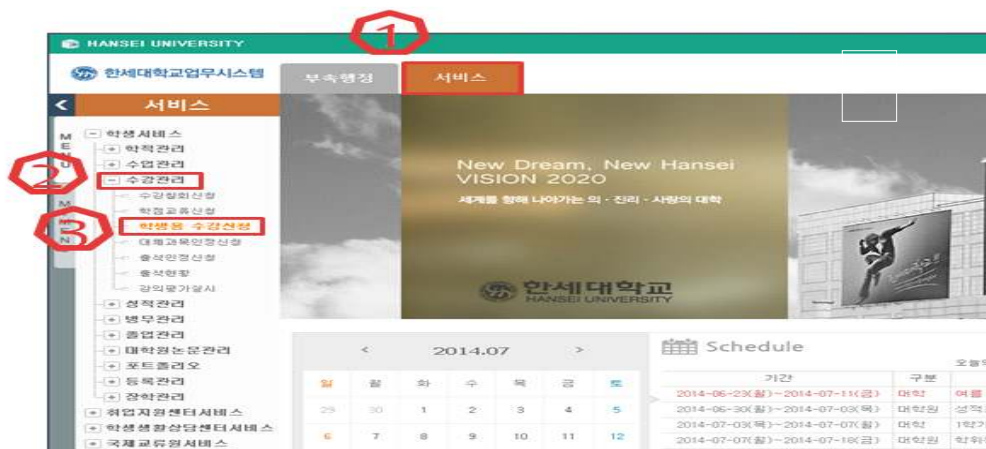 1
HANSEI UNIVERSITY
한세대학교업무시스템
부속행정
서비스
서비스
MENU
학생서비스
학적관리
수업관리
2
수강관리
수강철회신청
학점교류신청
3
학생용 수강신청
대체과목인정신청
출석인정신청
출석현황
강의평가실시
성적관리
병무관리
졸업관리
대학원논문관리
포트폴리오
등록관리
장학관리
취업지원센터서비스
학생생활상담센터서비스
국제교류원서비스
New Dream, New Hansei
VISION 2020
세계를 향해 나아가는 의 · 진리 · 사랑의 대학
한세대학교
HANSEI UNIVERSITY
< 2014.07 >
일 월 화 수 목 금 토
29 30 1 2 3 4 5
6 7 8 9 10 11 12
Schedule
기간 구분
2014-06-23(월)~2014-07-11(금) 대학 여름
2014-06-30(월)~2014-07-03(목) 대학원 성적
2014-07-03(목)~2014-07-07(월) 대학 1학기
2014-07-07(월)~2014-07-18(금) 대학원 학위